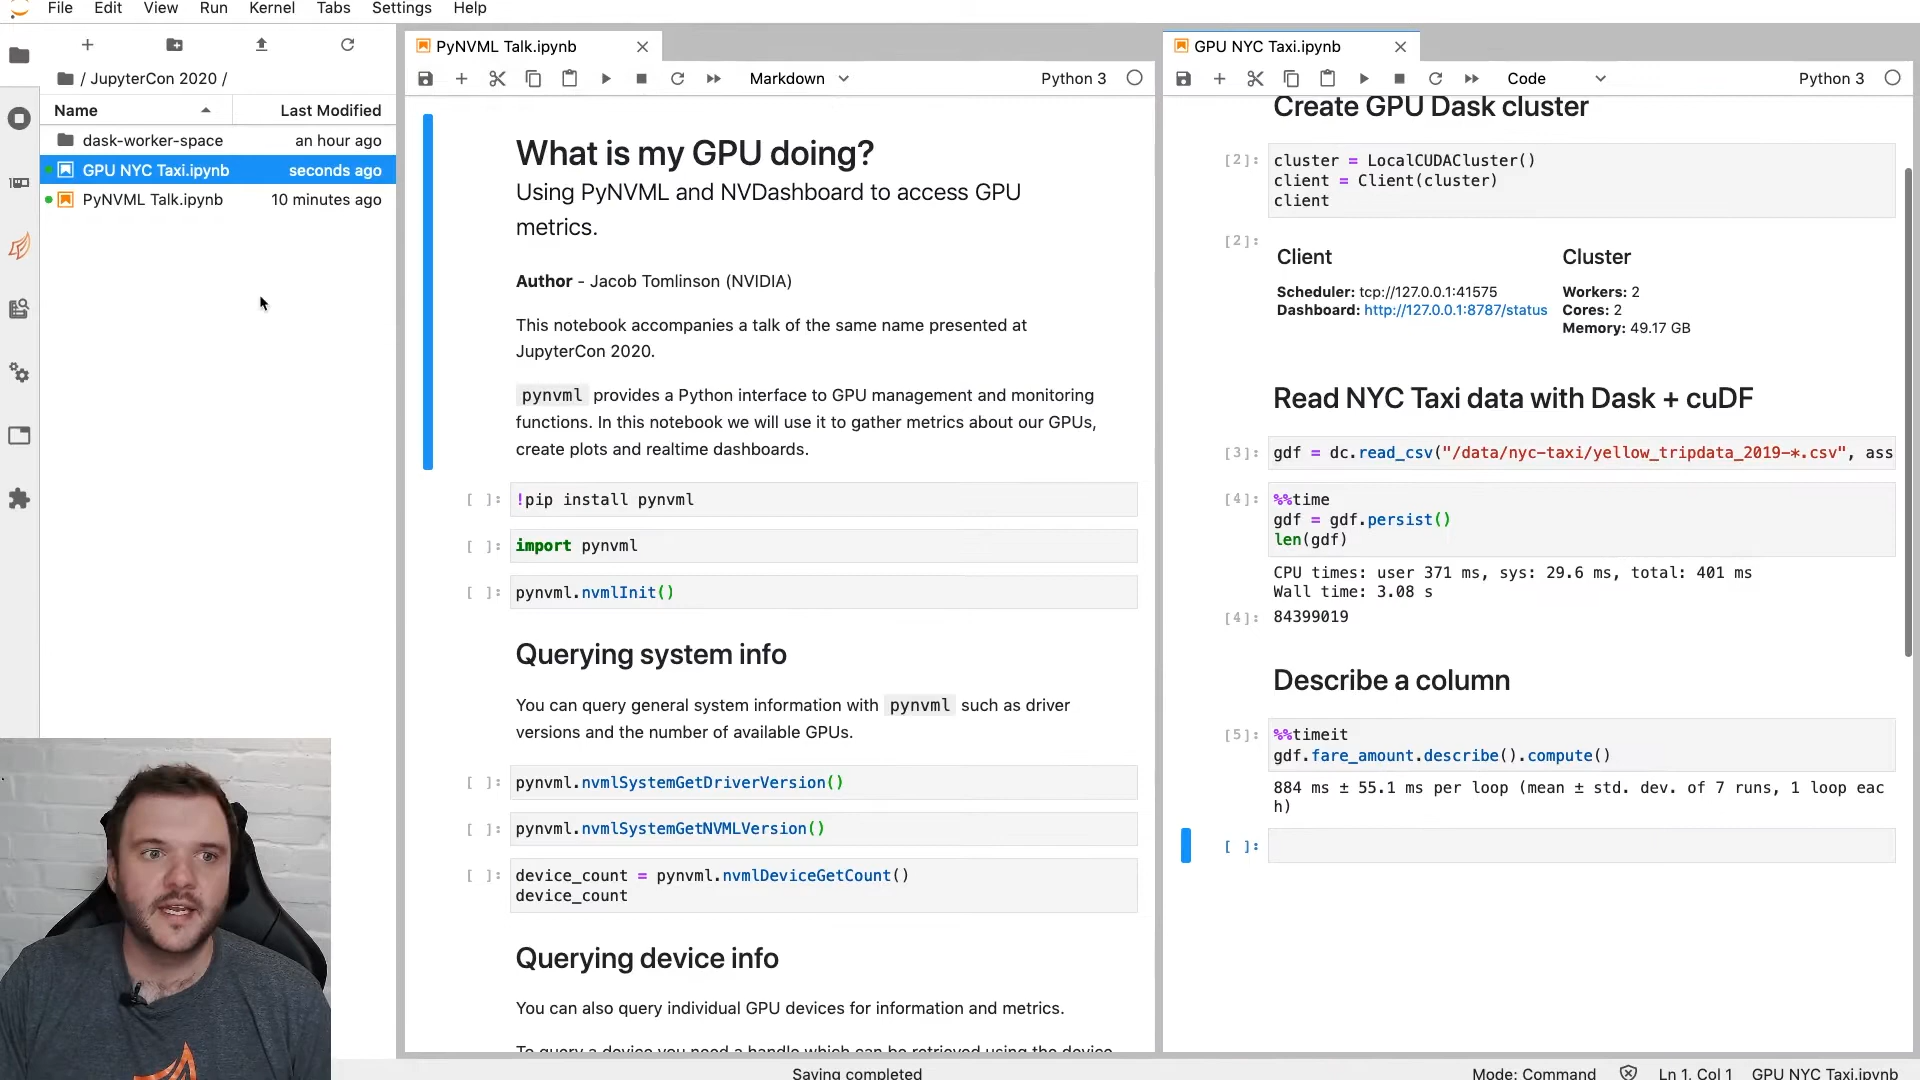 File Edit View Run Kernel Tabs Settings Help
/ JupyterCon 2020 /
Name Last Modified
dask-worker-space an hour ago
GPU NYC Taxi.ipynb seconds ago
PyNVML Talk.ipynb 10 minutes ago
PyNVML Talk.ipynb
Markdown Python 3
What is my GPU doing?
Using PyNVML and NVDashboard to access GPU
metrics.
Author - Jacob Tomlinson (NVIDIA)
This notebook accompanies a talk of the same name presented at
JupyterCon 2020.
pynvml provides a Python interface to GPU management and monitoring
functions. In this notebook we will use it to gather metrics about our GPUs,
create plots and realtime dashboards.
[ ]: !pip install pynvml
[ ]: import pynvml
[ ]: pynvml.nvmlInit()
Querying system info
You can query general system information with pynvml such as driver
versions and the number of available GPUs.
[ ]: pynvml.nvmlSystemGetDriverVersion()
[ ]: pynvml.nvmlSystemGetNVMLVersion()
[ ]: device_count = pynvml.nvmlDeviceGetCount()
device_count
Querying device info
You can also query individual GPU devices for information and metrics.
To query a device you need a handle which can be retrieved using the device
GPU NYC Taxi.ipynb
Code Python 3
Create GPU Dask cluster
[2]: cluster = LocalCUDACluster()
client = Client(cluster)
client
[2]:
Client
Scheduler: tcp://127.0.0.1:41575
Dashboard: http://127.0.0.1:8787/status
Cluster
Workers: 2
Cores: 2
Memory: 49.17 GB
Read NYC Taxi data with Dask + cuDF
[3]: gdf = dc.read_csv("/data/nyc-taxi/yellow_tripdata_2019-*.csv", ass
[4]: %%time
gdf = gdf.persist()
len(gdf)
CPU times: user 371 ms, sys: 29.6 ms, total: 401 ms
Wall time: 3.08 s
[4]: 84399019
Describe a column
[5]: %%timeit
gdf.fare_amount.describe().compute()
884 ms ± 55.1 ms per loop (mean ± std. dev. of 7 runs, 1 loop eac
h)
[ ]:
Saving completed Mode: Command Ln 1, Col 1 GPU NYC Taxi.ipynb